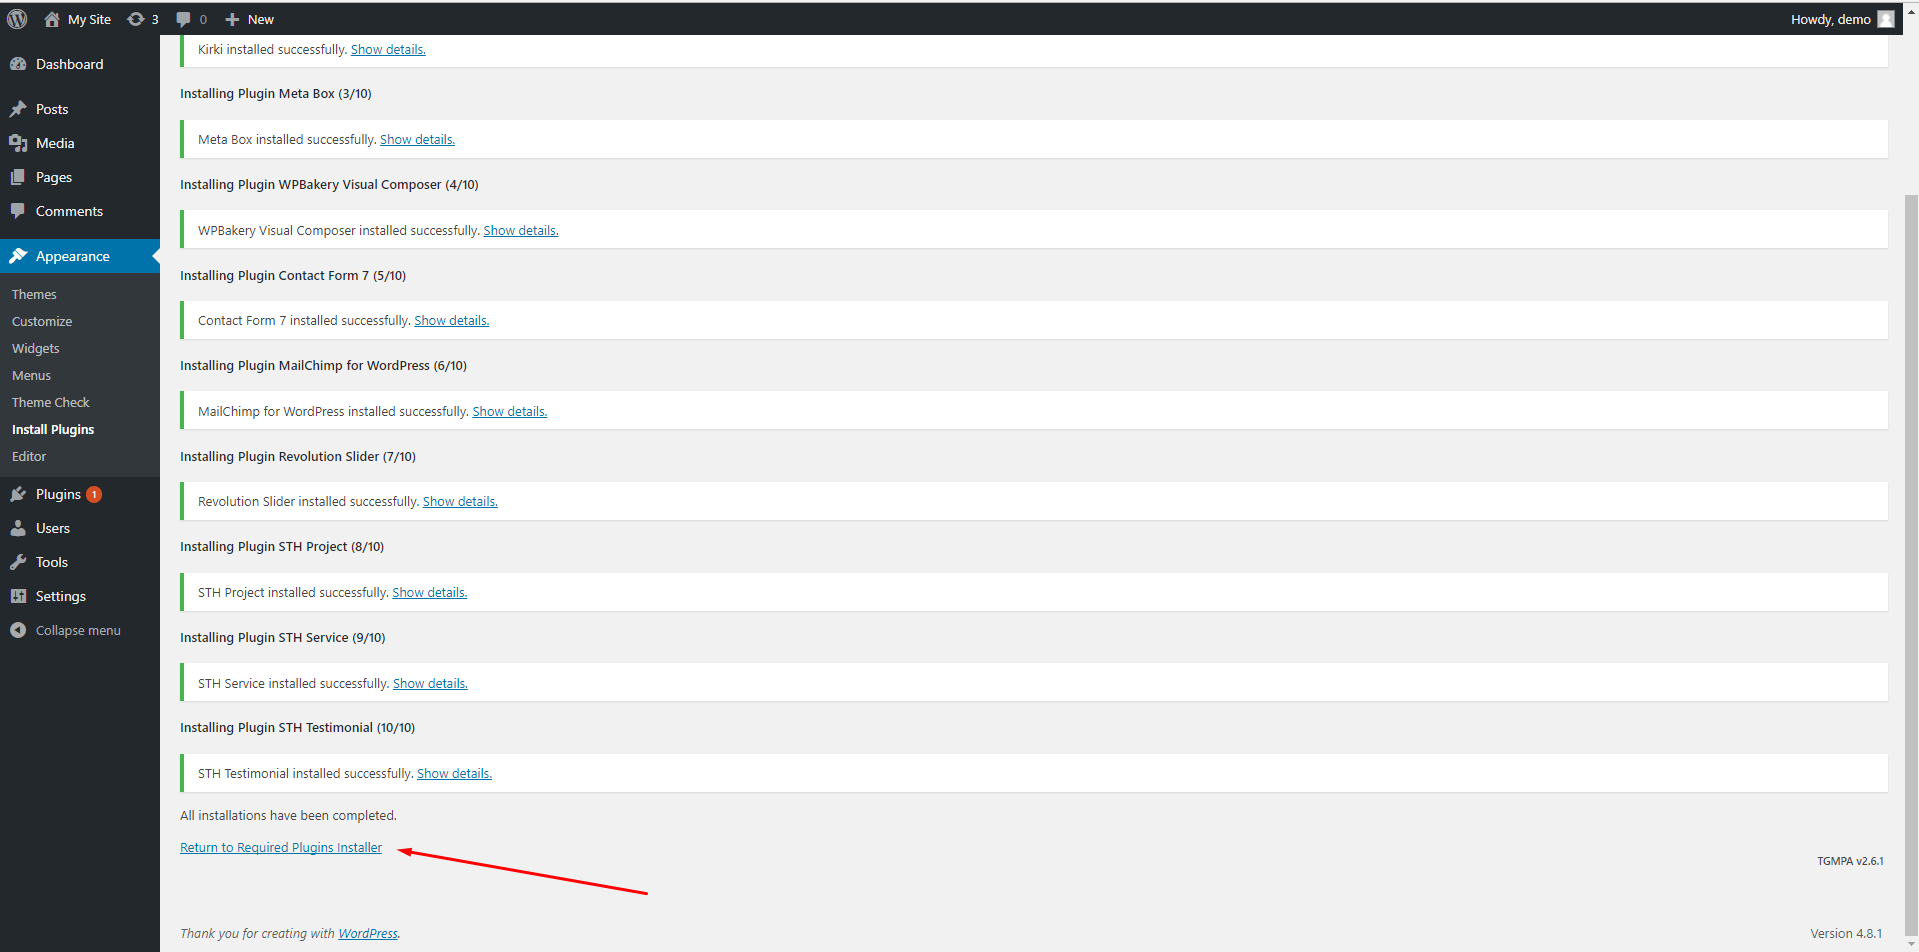 My Site 3 0 New Howdy, demo
Dashboard
Posts
Media
Pages
Comments
Appearance
Themes
Customize
Widgets
Menus
Theme Check
Install Plugins
Editor
Plugins 1
Users
Tools
Settings
Collapse menu
Kirki installed successfully. Show details.
Installing Plugin Meta Box (3/10)
Meta Box installed successfully. Show details.
Installing Plugin WPBakery Visual Composer (4/10)
WPBakery Visual Composer installed successfully. Show details.
Installing Plugin Contact Form 7 (5/10)
Contact Form 7 installed successfully. Show details.
Installing Plugin MailChimp for WordPress (6/10)
MailChimp for WordPress installed successfully. Show details.
Installing Plugin Revolution Slider (7/10)
Revolution Slider installed successfully. Show details.
Installing Plugin STH Project (8/10)
STH Project installed successfully. Show details.
Installing Plugin STH Service (9/10)
STH Service installed successfully. Show details.
Installing Plugin STH Testimonial (10/10)
STH Testimonial installed successfully. Show details.
All installations have been completed.
Return to Required Plugins Installer
TGMPA v2.6.1
Thank you for creating with WordPress.
Version 4.8.1